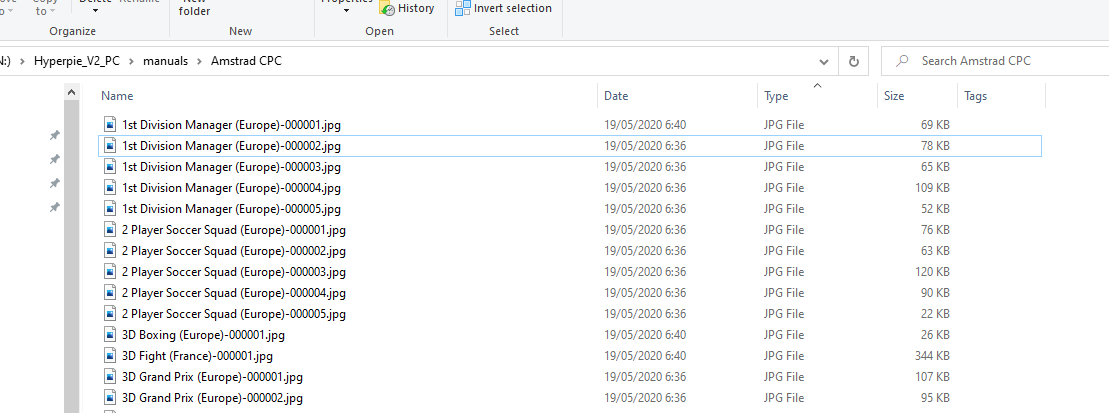 to New
folder
History
Invert selection
Organize New Open Select
N:) > Hyperpie_V2_PC > manuals > Amstrad CPC Search Amstrad CPC
Name Date Type Size Tags
1st Division Manager (Europe)-000001.jpg 19/05/2020 6:40 JPG File 69 KB
1st Division Manager (Europe)-000002.jpg 19/05/2020 6:36 JPG File 78 KB
1st Division Manager (Europe)-000003.jpg 19/05/2020 6:36 JPG File 65 KB
1st Division Manager (Europe)-000004.jpg 19/05/2020 6:36 JPG File 109 KB
1st Division Manager (Europe)-000005.jpg 19/05/2020 6:36 JPG File 52 KB
2 Player Soccer Squad (Europe)-000001.jpg 19/05/2020 6:36 JPG File 76 KB
2 Player Soccer Squad (Europe)-000002.jpg 19/05/2020 6:36 JPG File 63 KB
2 Player Soccer Squad (Europe)-000003.jpg 19/05/2020 6:36 JPG File 120 KB
2 Player Soccer Squad (Europe)-000004.jpg 19/05/2020 6:36 JPG File 90 KB
2 Player Soccer Squad (Europe)-000005.jpg 19/05/2020 6:36 JPG File 22 KB
3D Boxing (Europe)-000001.jpg 19/05/2020 6:40 JPG File 26 KB
3D Fight (France)-000001.jpg 19/05/2020 6:40 JPG File 344 KB
3D Grand Prix (Europe)-000001.jpg 19/05/2020 6:36 JPG File 107 KB
3D Grand Prix (Europe)-000002.jpg 19/05/2020 6:36 JPG File 95 KB